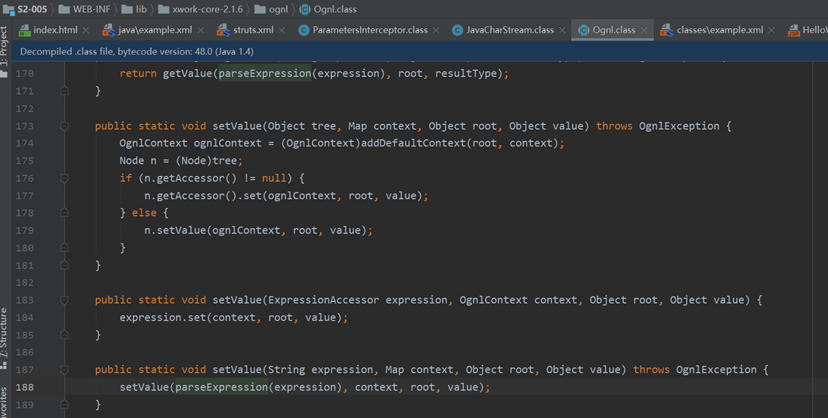 S2-005 WEB-INF lib xwork-core-2.1.6 ognl Ognl.class
index.html java\example.xml struts.xml ParametersInterceptor.class JavaCharStream.class Ognl.class classes\example.xml Hello
1: Project
Decompiled .class file, bytecode version: 48.0 (Java 1.4)
170 return getValue(parseExpression(expression), root, resultType);
171 }
172
173 public static void setValue(Object tree, Map context, Object root, Object value) throws OgnlException {
174 OgnlContext ognlContext = (OgnlContext)addDefaultContext(root, context);
175 Node n = (Node)tree;
176 if (n.getAccessor() != null) {
177 n.getAccessor().set(ognlContext, root, value);
178 } else {
179 n.setValue(ognlContext, root, value);
180 }
181 }
182
183 public static void setValue(ExpressionAccessor expression, OgnlContext context, Object root, Object value) {
184 expression.set(context, root, value);
185 }
186
187 public static void setValue(String expression, Map context, Object root, Object value) throws OgnlException {
188 setValue(parseExpression(expression), context, root, value);
189 }
Z: Structure
vorites